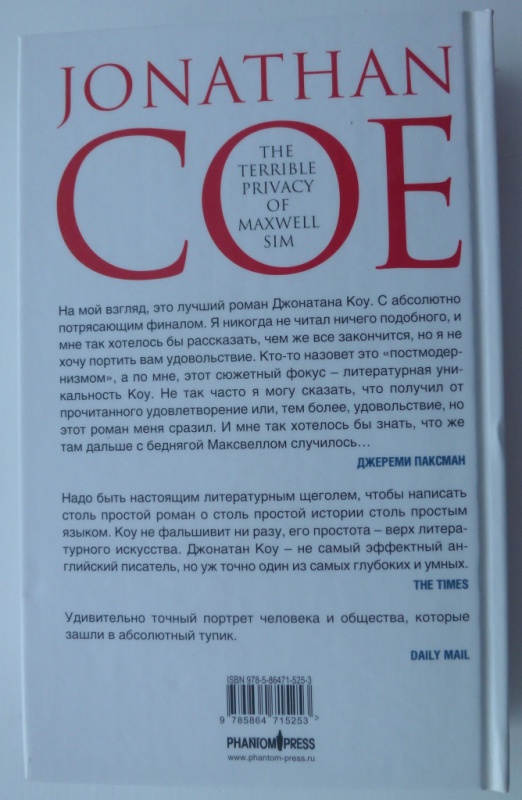 JONATHAN
COE
THE
TERRIBLE
PRIVACY
OF
MAXWELL
SIM
На мой взгляд, это лучший роман Джонатана Коу. С абсолютно
потрясающим финалом. Я никогда не читал ничего подобного, и
мне так хотелось бы рассказать, чем же все закончится, но я не
хочу портить вам удовольствие. Кто-то назовет это «постмодер-
низмом», а по мне, этот сюжетный фокус – литературная уни-
кальность Коу. Не так часто я могу сказать, что получил от
прочитанного удовлетворение или, тем более, удовольствие, но
этот роман меня сразил. И мне так хотелось бы знать, что же
там дальше с беднягой Максвеллом случилось...
ДЖЕРЕМИ ПАКСМАН
Надо быть настоящим литературным щеголем, чтобы написать
столь простой роман о столь простой истории столь простым
языком. Коу не фальшивит ни разу, его простота – верх литера-
турного искусства. Джонатан Коу – не самый эффектный ан-
глийский писатель, но уж точно один из самых глубоких и умных.
THE TIMES
Удивительно точный портрет человека и общества, которые
зашли в абсолютный тупик.
DAILY MAIL
ISBN 978-5-86471-525-3
9 785864 715253 >
PHANTOM PRESS
www.phantom-press.ru